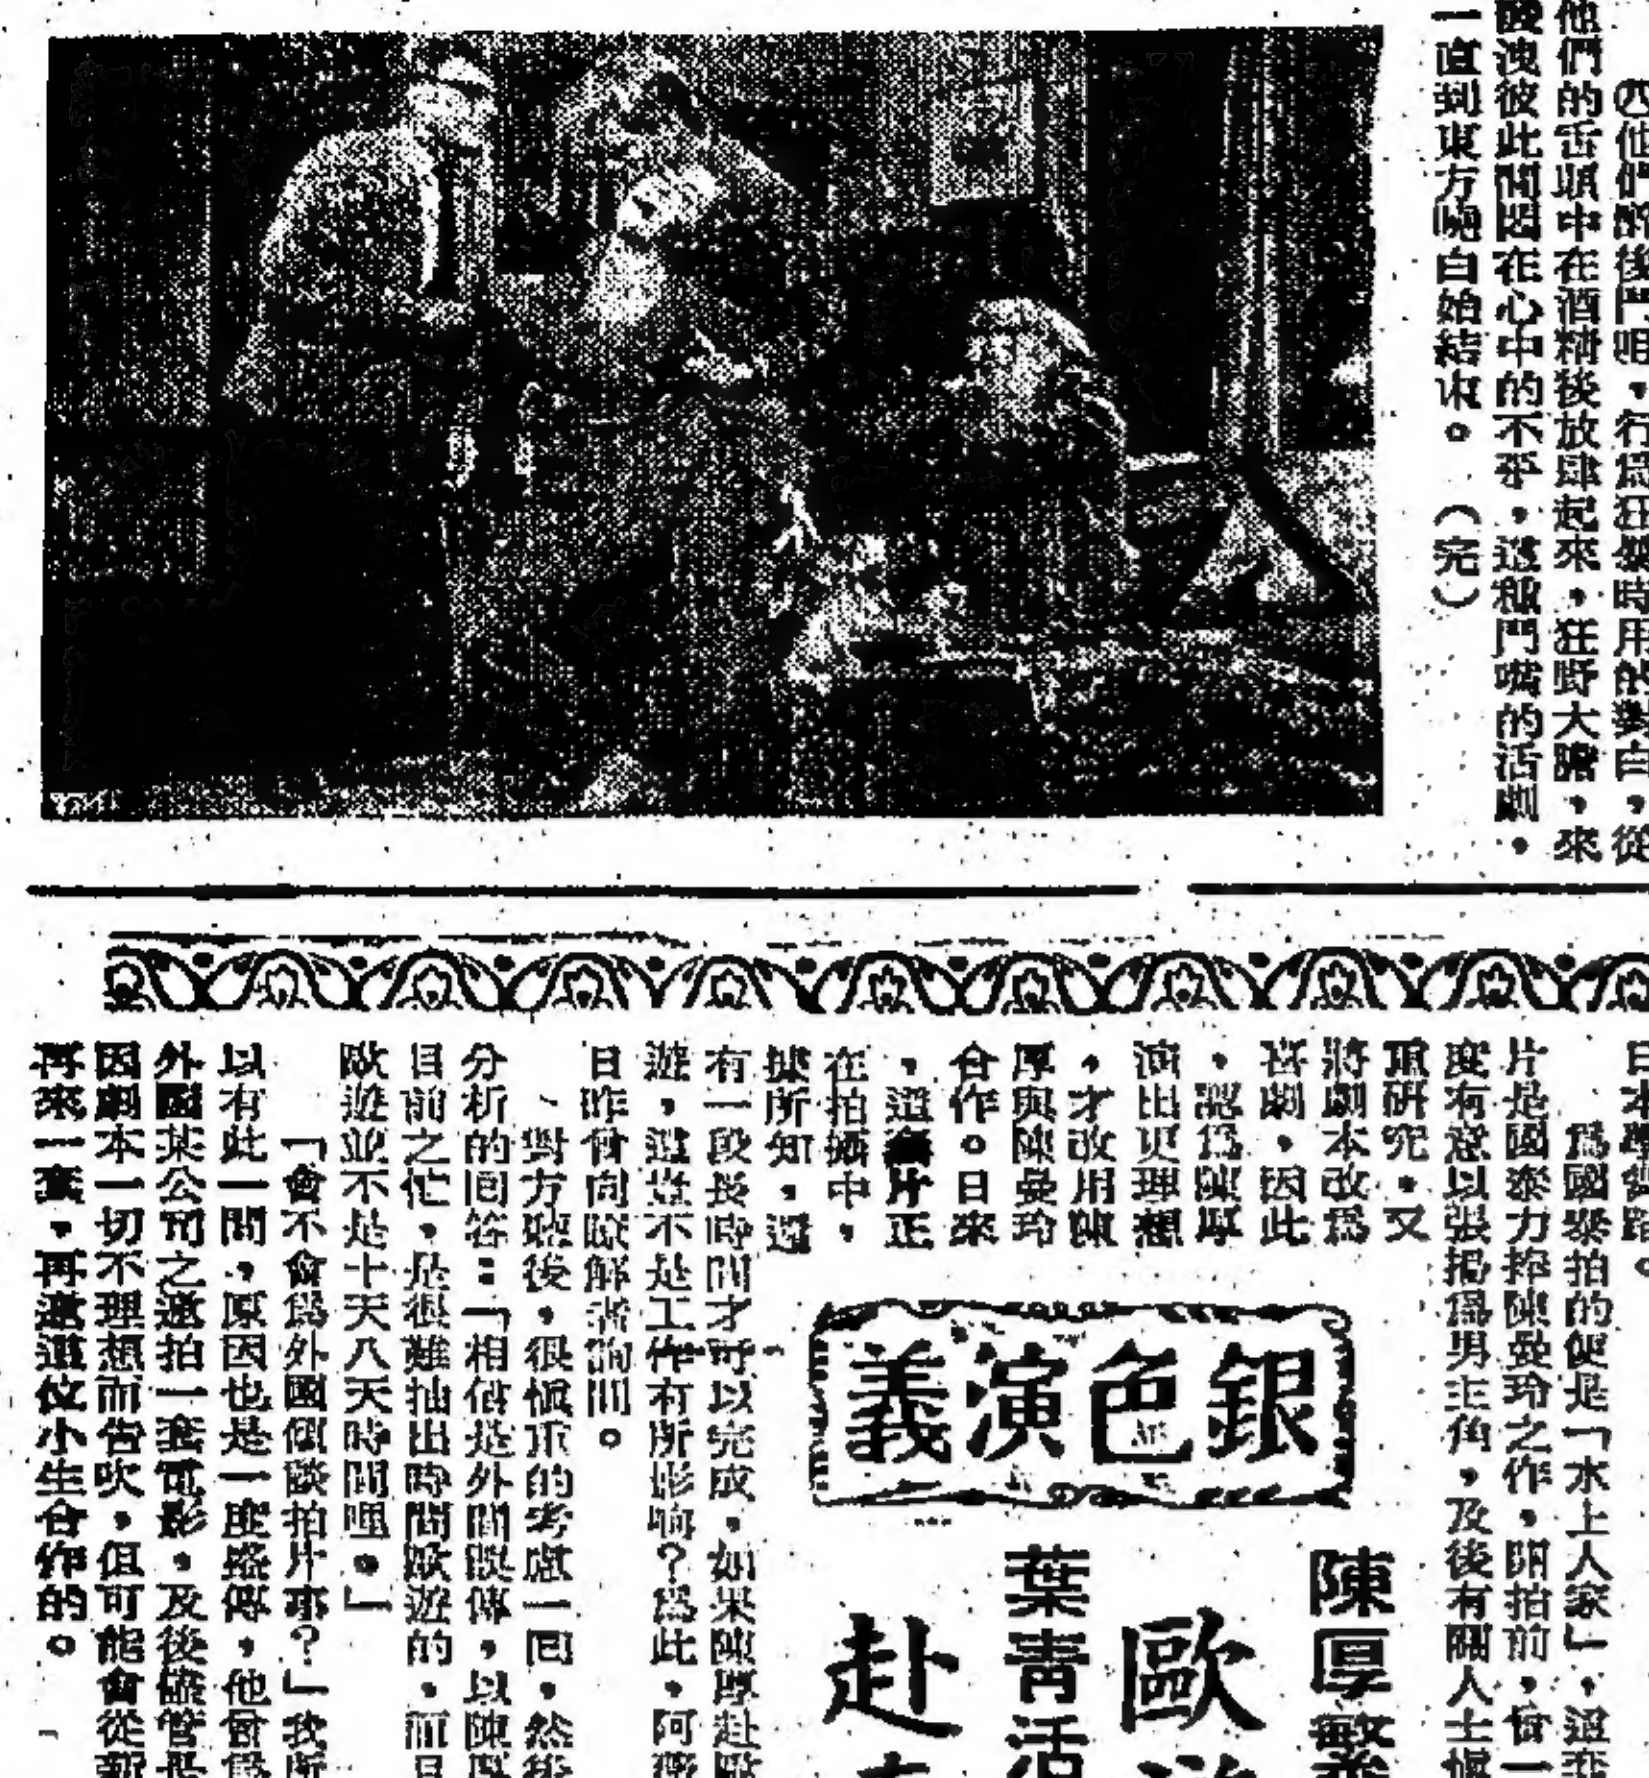 四他們醉後鬥咀，行為狂獗時用的對白，從
他們的舌頭中在酒精後放肆起來，狂野大膽，來
發洩彼此間悶在心中的不平，這種鬥嘴的活劇，
一直到東方曉白始結束。（完）
為國泰拍的便是「水上人家」，這套
片是國泰力捧陳曼玲之作，開拍前，曾一
度有意以張揚為男主角，及後有關人士慎
重研究，又
將劇本改為
喜劇，因此
，認為陳厚
演出更理想
，才改用陳
厚與陳曼玲
合作。日來
，這套片正
在拍攝中，
據所知，還
有一段長時間才可以完成，如果陳厚赴歐
遊，這豈不是工作有所影响？為此，阿
日昨曾向瞭解者詢問。
對方聽後，很慎重的考慮一回，然後
分析的回答：「相信是外間誤傳，以陳厚
目前之忙，是很難抽出時間歐遊的，而且
歐遊並不是十天八天時間哩。」
「會不會為外國傾談拍片事？」我所
以有此一問，原因也是一度盛傳，他曾為
外國某公司之邀拍一套電影，及後儘管是
因劇本一切不理想而告吹，但可能會從新
再來一套，再邀這位小生合作的。
銀色演義
陳厚
歐
葉青
赴